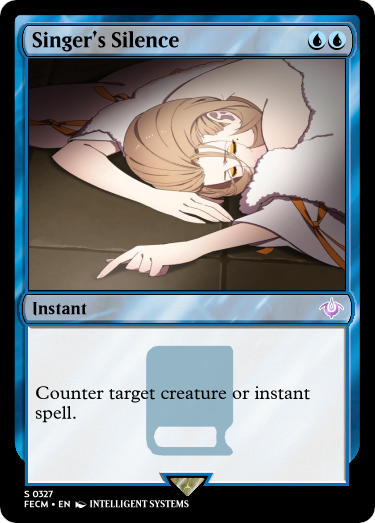 Singer's Silence
Instant
Counter target creature or instant
spell.
S 0327
FECM • EN INTELLIGENT SYSTEMS